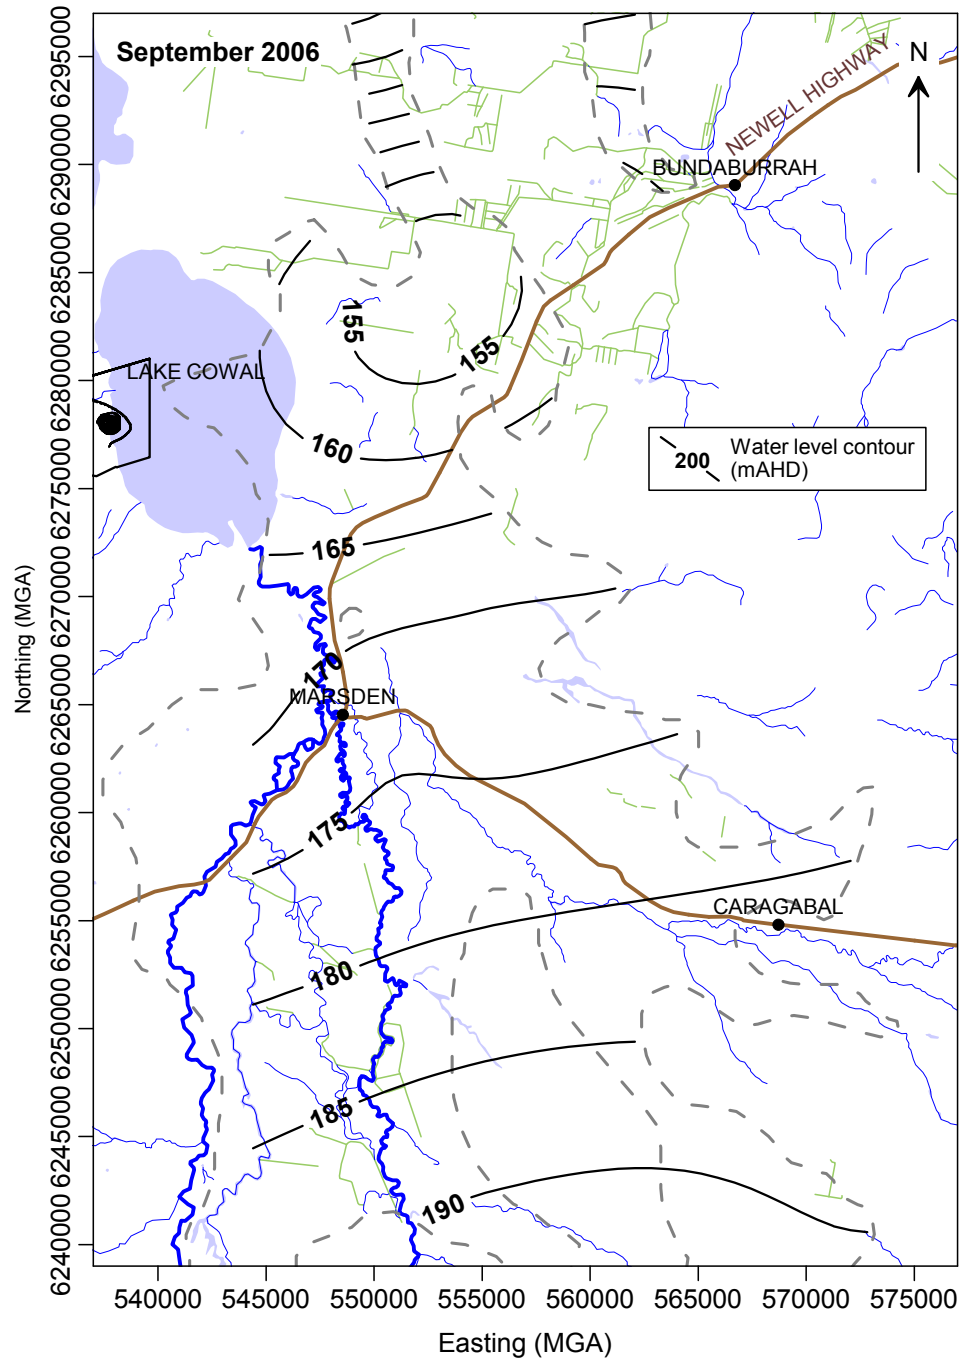 September 2006
N
NEWELL HIGHWAY
BUNDABURRAH
155
155
LAKE COWAL
160
200
Water level contour
(mAHD)
165
170
MARSDEN
175
CARAGABAL
180
185
190
6295000
6290000
6285000
6280000
6275000
6270000
6265000
6260000
6255000
6250000
6245000
6240000
Northing (MGA)
540000 545000 550000 555000 560000 565000 570000 575000
Easting (MGA)